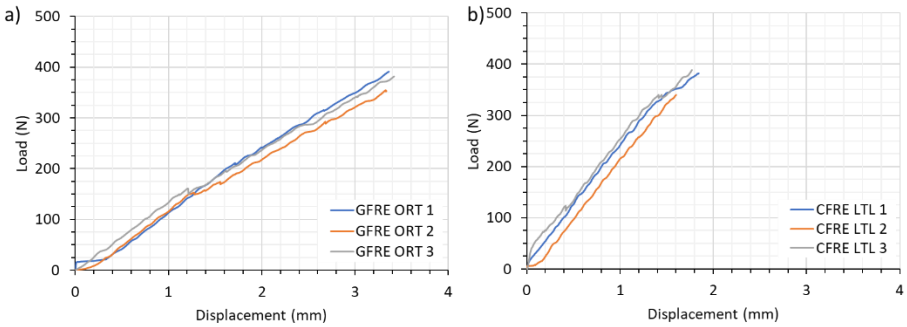 a)
500
400
300
200
100
0
Load (N)
0 1 2 3 4
Displacement (mm)
GFRE ORT 1
GFRE ORT 2
GFRE ORT 3
b)
500
400
300
200
100
0
Load (N)
0 1 2 3 4
Displacement (mm)
CFRE LTL 1
CFRE LTL 2
CFRE LTL 3